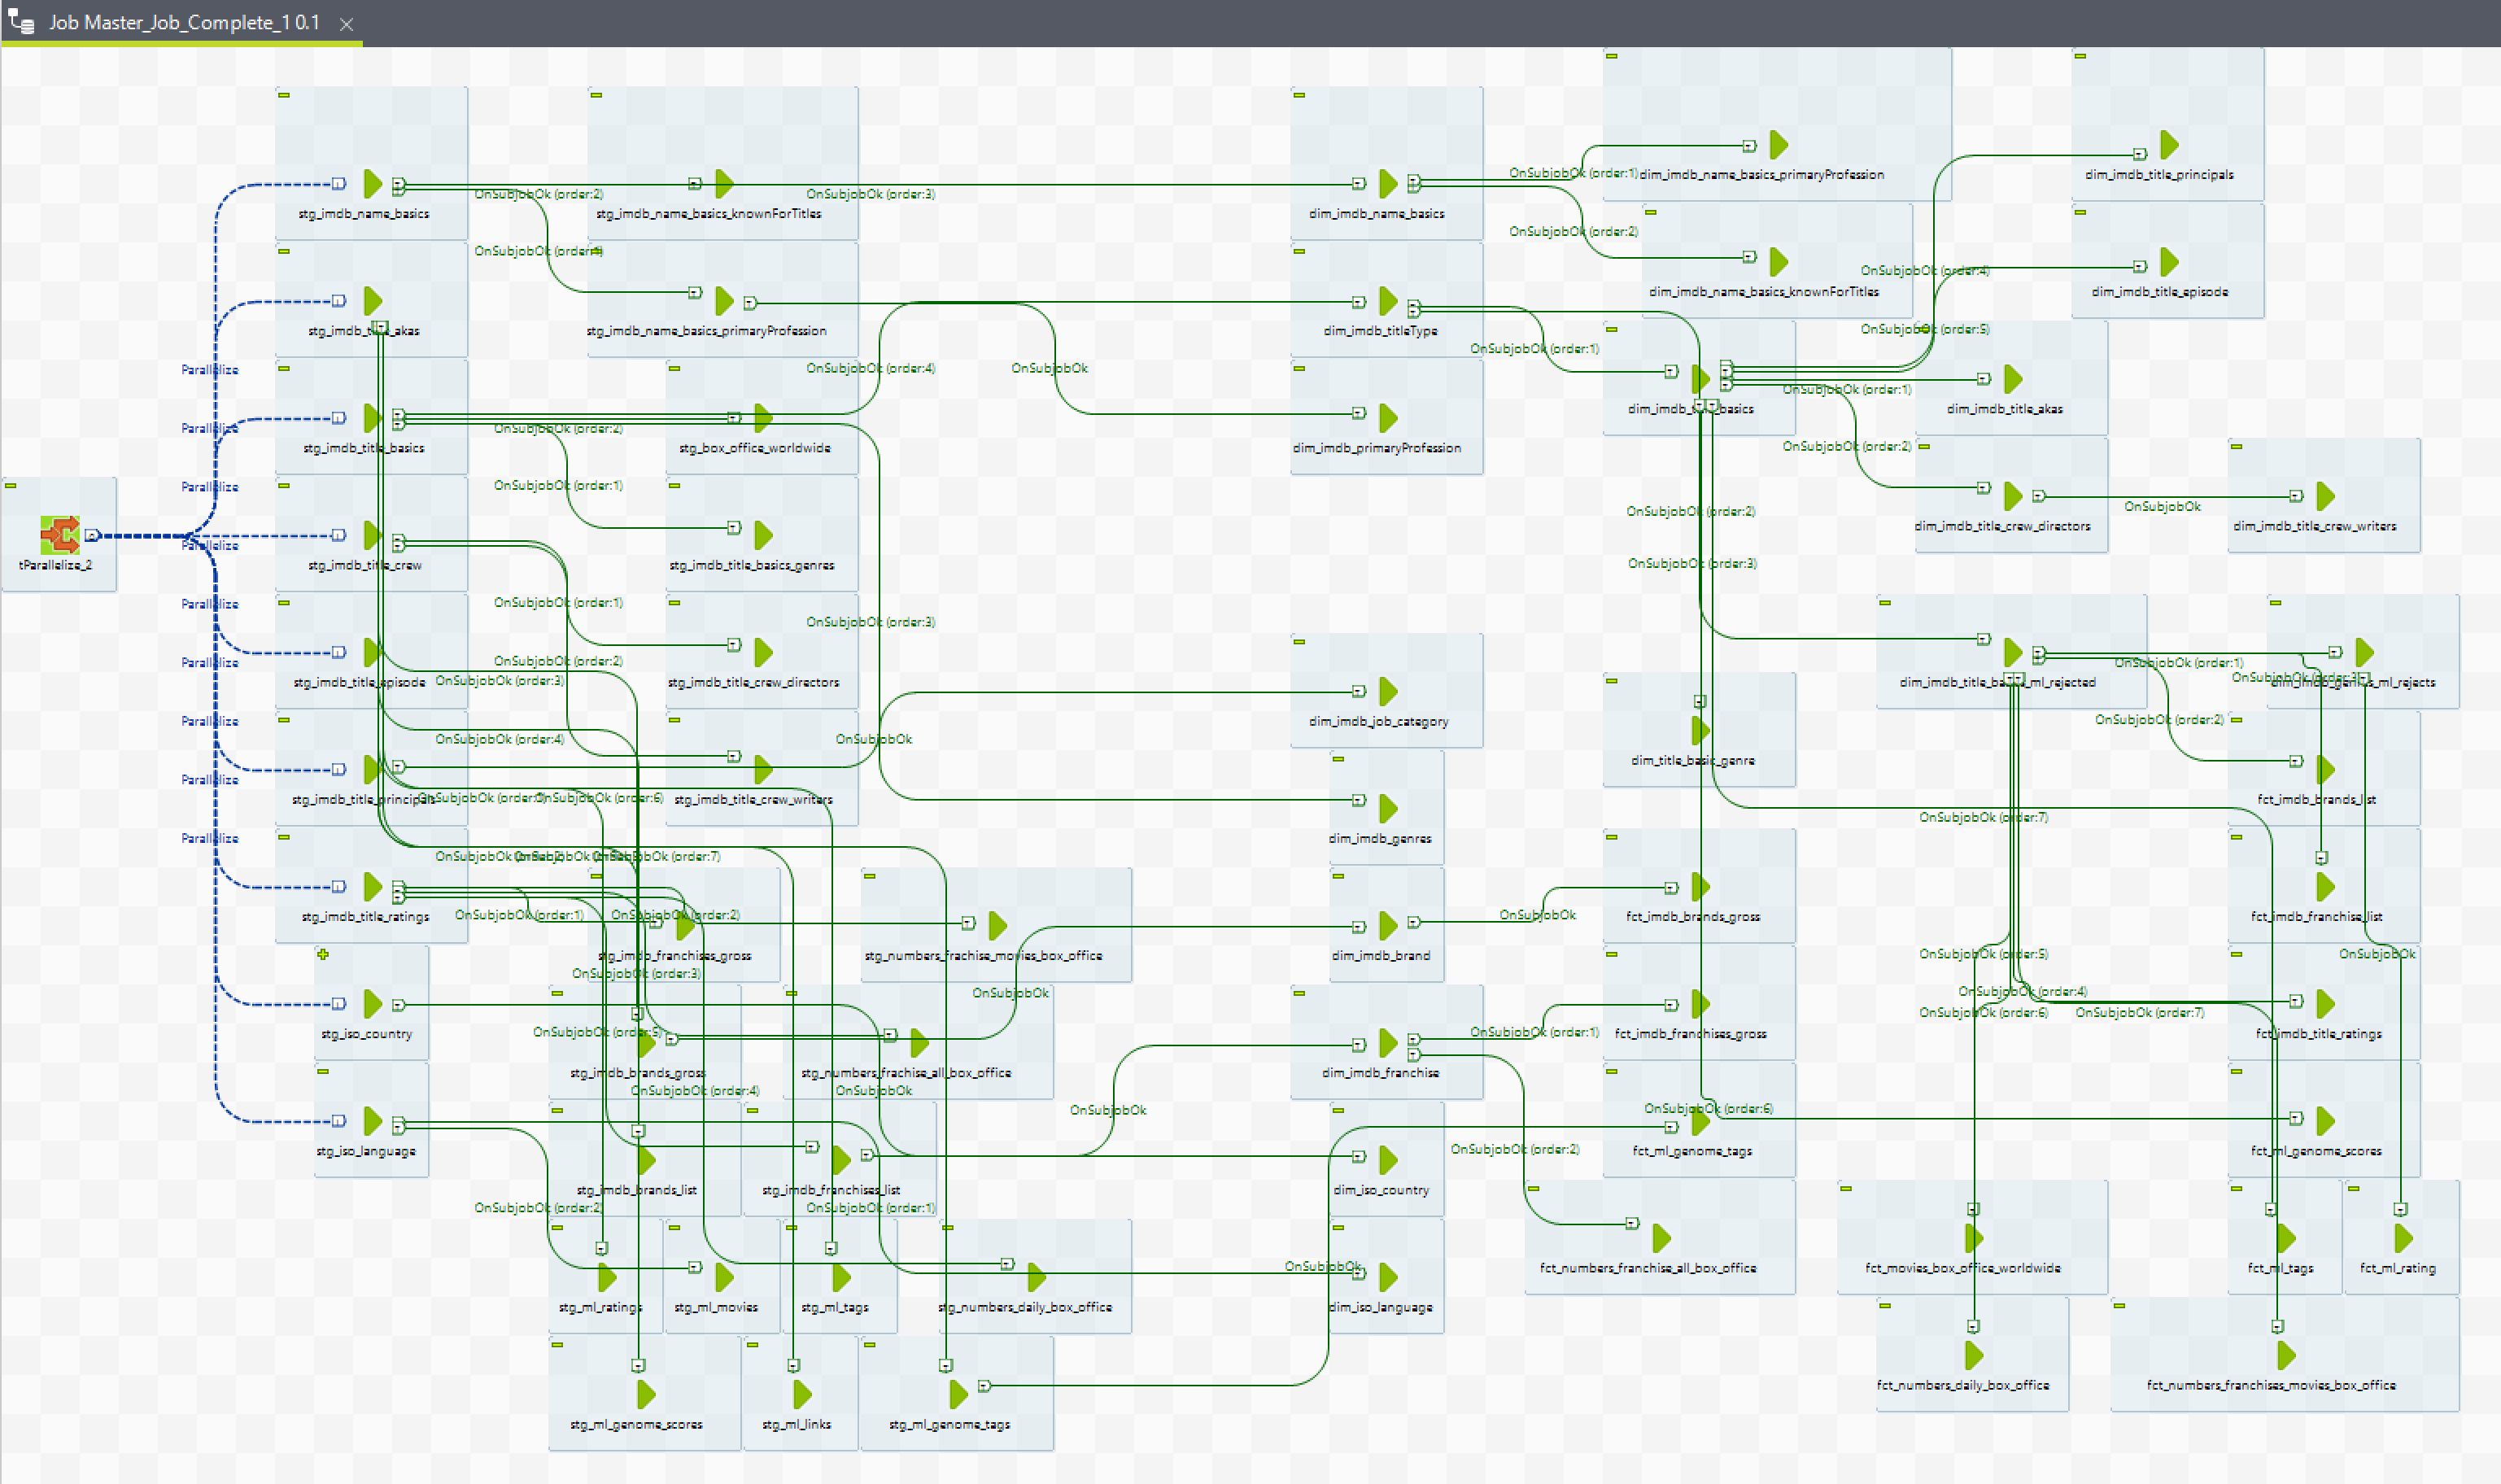 Job Master_Job_Complete_1 0.1
OnSubjobOk (order:1)
dim_imdb_name_basics_primaryProfession
dim_imdb_title_principals
OnSubjobOk (order:2)
OnSubjobOk (order:3)
stg_imdb_name_basics
stg_imdb_name_basics_knownForTitles
dim_imdb_name_basics
OnSubjobOk (order:2)
OnSubjobOk
OnSubjobOk (order:4)
dim_imdb_name_basics_knownForTitles
dim_imdb_title_episode
stg_imdb_title_akas
stg_imdb_name_basics_primaryProfession
dim_imdb_titleType
OnSubjobOk (order:5)
OnSubjobOk (order:1)
Parallelize
OnSubjobOk (order:4)
OnSubjobOk
OnSubjobOk (order:1)
dim_imdb_title_basics
dim_imdb_title_akas
Parallelize
OnSubjobOk (order:2)
stg_imdb_title_basics
stg_box_office_worldwide
dim_imdb_primaryProfession
OnSubjobOk (order:2)
Parallelize
OnSubjobOk (order:1)
OnSubjobOk
OnSubjobOk (order:2)
dim_imdb_title_crew_directors
dim_imdb_title_crew_writers
Parallelize
tParallelize_2
stg_imdb_title_crew
stg_imdb_title_basics_genres
OnSubjobOk (order:3)
Parallelize
OnSubjobOk (order:1)
OnSubjobOk (order:3)
Parallelize
OnSubjobOk (order:2)
OnSubjobOk (order:1)
stg_imdb_title_episode
OnSubjobOk (order:3)
stg_imdb_title_crew_directors
dim_imdb_title_basics_ml_rejected
dim_imdb_genres_ml_rejects
Parallelize
OnSubjobOk (order:4)
OnSubjobOk
dim_imdb_job_category
OnSubjobOk (order:2)
dim_title_basic_genre
Parallelize
stg_imdb_title_principals
OnSubjobOk (order:6)
stg_imdb_title_crew_writers
fct_imdb_brands_list
OnSubjobOk (order:7)
Parallelize
dim_imdb_genres
OnSubjobOk (order:7)
stg_imdb_title_ratings
OnSubjobOk (order:1)
OnSubjobOk (order:2)
OnSubjobOk
fct_imdb_brands_gross
fct_imdb_franchise_list
stg_imdb_franchises_gross
stg_numbers_frachise_movies_box_office
dim_imdb_brand
OnSubjobOk (order:5)
OnSubjobOk
OnSubjobOk (order:3)
OnSubjobOk
OnSubjobOk (order:4)
OnSubjobOk (order:6)
OnSubjobOk (order:7)
stg_iso_country
OnSubjobOk (order:5)
OnSubjobOk (order:1)
fct_imdb_franchises_gross
fct_imdb_title_ratings
stg_imdb_brands_gross
stg_numbers_frachise_all_box_office
dim_imdb_franchise
OnSubjobOk (order:4)
OnSubjobOk
OnSubjobOk
OnSubjobOk (order:6)
stg_iso_language
OnSubjobOk (order:2)
fct_ml_genome_tags
fct_ml_genome_scores
stg_imdb_brands_list
stg_imdb_franchises_list
dim_iso_country
OnSubjobOk (order:2)
OnSubjobOk (order:1)
OnSubjobOk
fct_numbers_franchise_all_box_office
fct_movies_box_office_worldwide
fct_ml_tags
fct_ml_rating
stg_ml_ratings
stg_ml_movies
stg_ml_tags
stg_numbers_daily_box_office
dim_iso_language
fct_numbers_daily_box_office
fct_numbers_franchises_movies_box_office
stg_ml_genome_scores
stg_ml_links
stg_ml_genome_tags